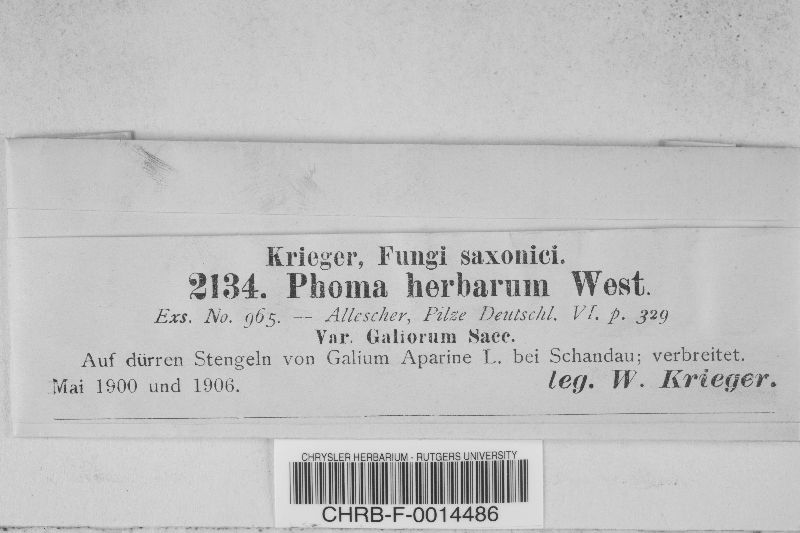 Krieger, Fungi saxonici.
2134. Phoma herbarum West.
Exs. No. 965. — Allescher, Pilze Deutschl. VI. p. 329
Var. Galiorum Sacc.
Auf dürren Stengeln von Galium Aparine L. bei Schandau; verbreitet.
Mai 1900 und 1906. leg. W. Krieger.
CHRYSLER HERBARIUM - RUTGERS UNIVERSITY
CHRB-F-0014486